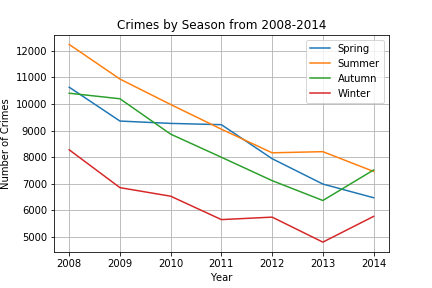 Crimes by Season from 2008-2014
Spring
Summer
Autumn
Winter
Number of Crimes
12000
11000
10000
9000
8000
7000
6000
5000
2008 2009 2010 2011 2012 2013 2014
Year